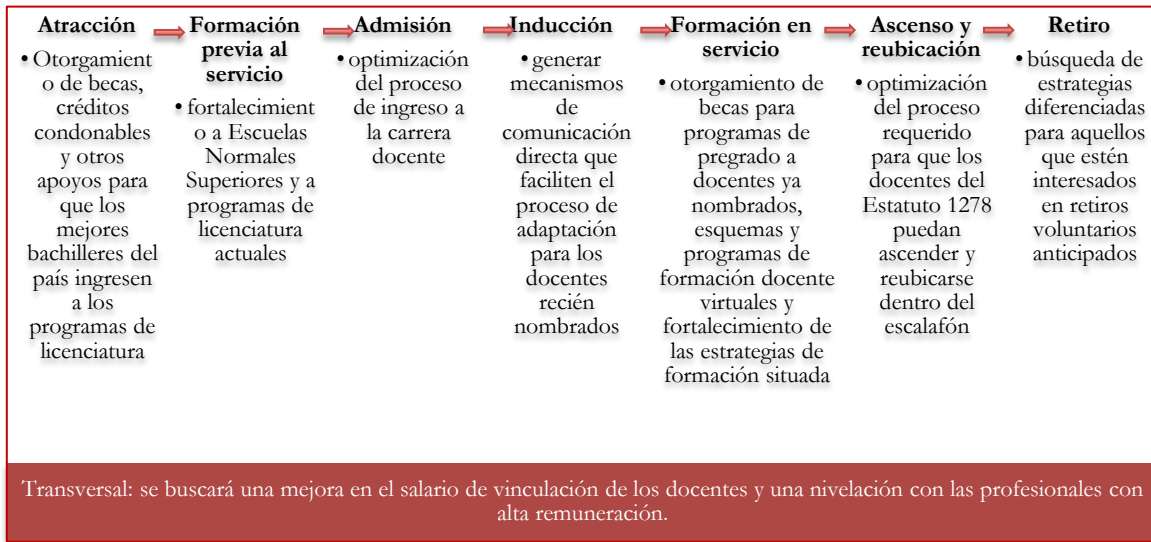 Atracción
• Otorgamient
o de becas,
créditos
condonables
y otros
apoyos para
que los
mejores
bachilleres del
país ingresen
a los
programas de
licenciatura
Formación
previa al
servicio
• fortalecimient
o a Escuelas
Normales
Superiores y a
programas de
licenciatura
actuales
Admisión
• optimización
del proceso
de ingreso a
la carrera
docente
Inducción
• generar
mecanismos
de
comunicación
directa que
faciliten el
proceso de
adaptación
para los
docentes
recién
nombrados
Formación en
servicio
• otorgamiento de
becas para
programas de
pregrado a
docentes ya
nombrados,
esquemas y
programas de
formación docente
virtuales y
fortalecimiento de
las estrategias de
formación situada
Ascenso y
reubicación
• optimización
del proceso
requerido
para que los
docentes del
Estatuto 1278
puedan
ascender y
reubicarse
dentro del
escalafón
Retiro
• búsqueda de
estrategias
diferenciadas
para aquellos
que estén
interesados
en retiros
voluntarios
anticipados
Transversal: se buscará una mejora en el salario de vinculación de los docentes y una nivelación con las profesionales con
alta remuneración.